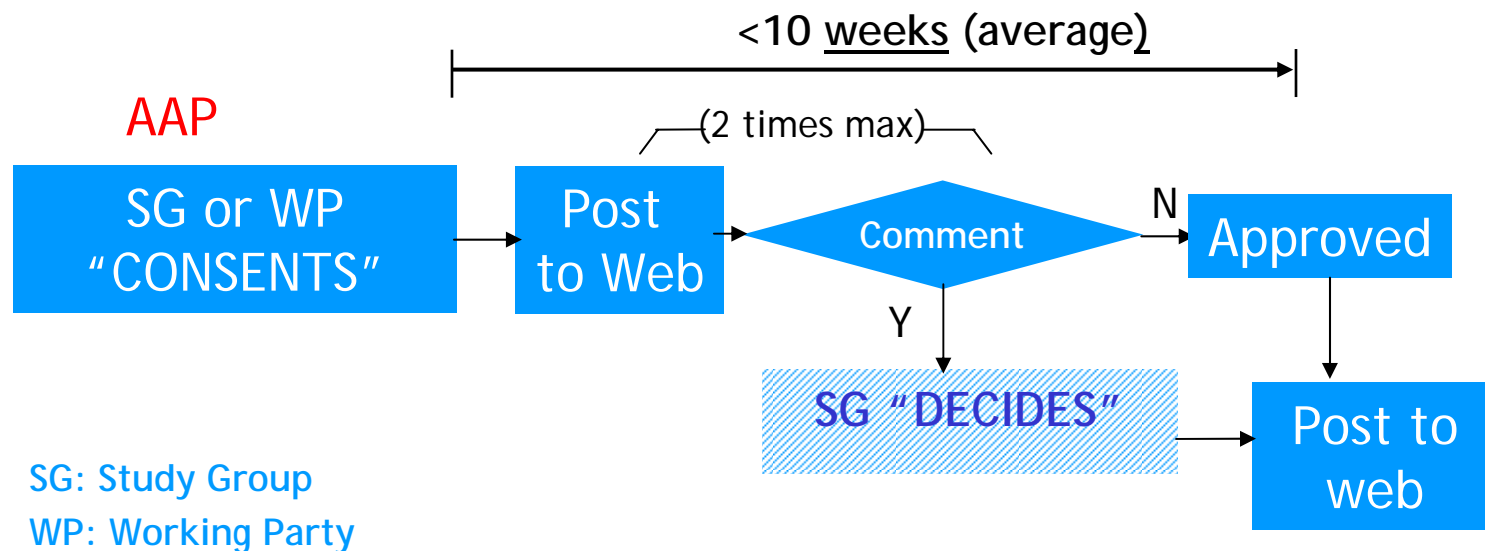 <10 weeks (average)
AAP
(2 times max)
SG or WP
“CONSENTS”
Post
to Web
Comment
N
Approved
Y
SG “DECIDES”
Post to
web
SG: Study Group
WP: Working Party